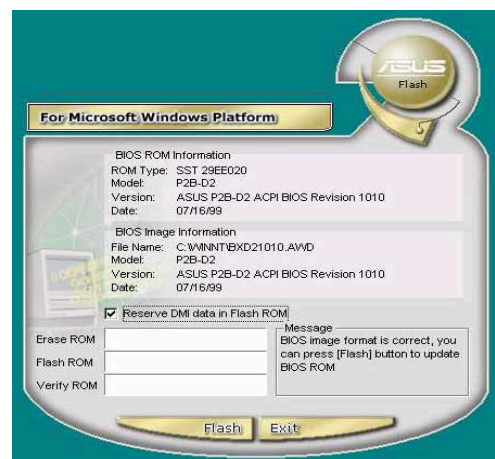 ASUS
Flash
For Microsoft Windows Platform
BIOS ROM Information
ROM Type: SST 29EE020
Model: P2B-D2
Version: ASUS P2B-D2 ACPI BIOS Revision 1010
Date: 07/16/99
BIOS Image Information
File Name: C:\WINNT\BXD21010.AWD
Model: P2B-D2
Version: ASUS P2B-D2 ACPI BIOS Revision 1010
Date: 07/16/99
Reserve DMI data in Flash ROM
Erase ROM
Flash ROM
Verify ROM
Message
BIOS image format is correct, you
can press [Flash] button to update
BIOS ROM
Flash
Exit